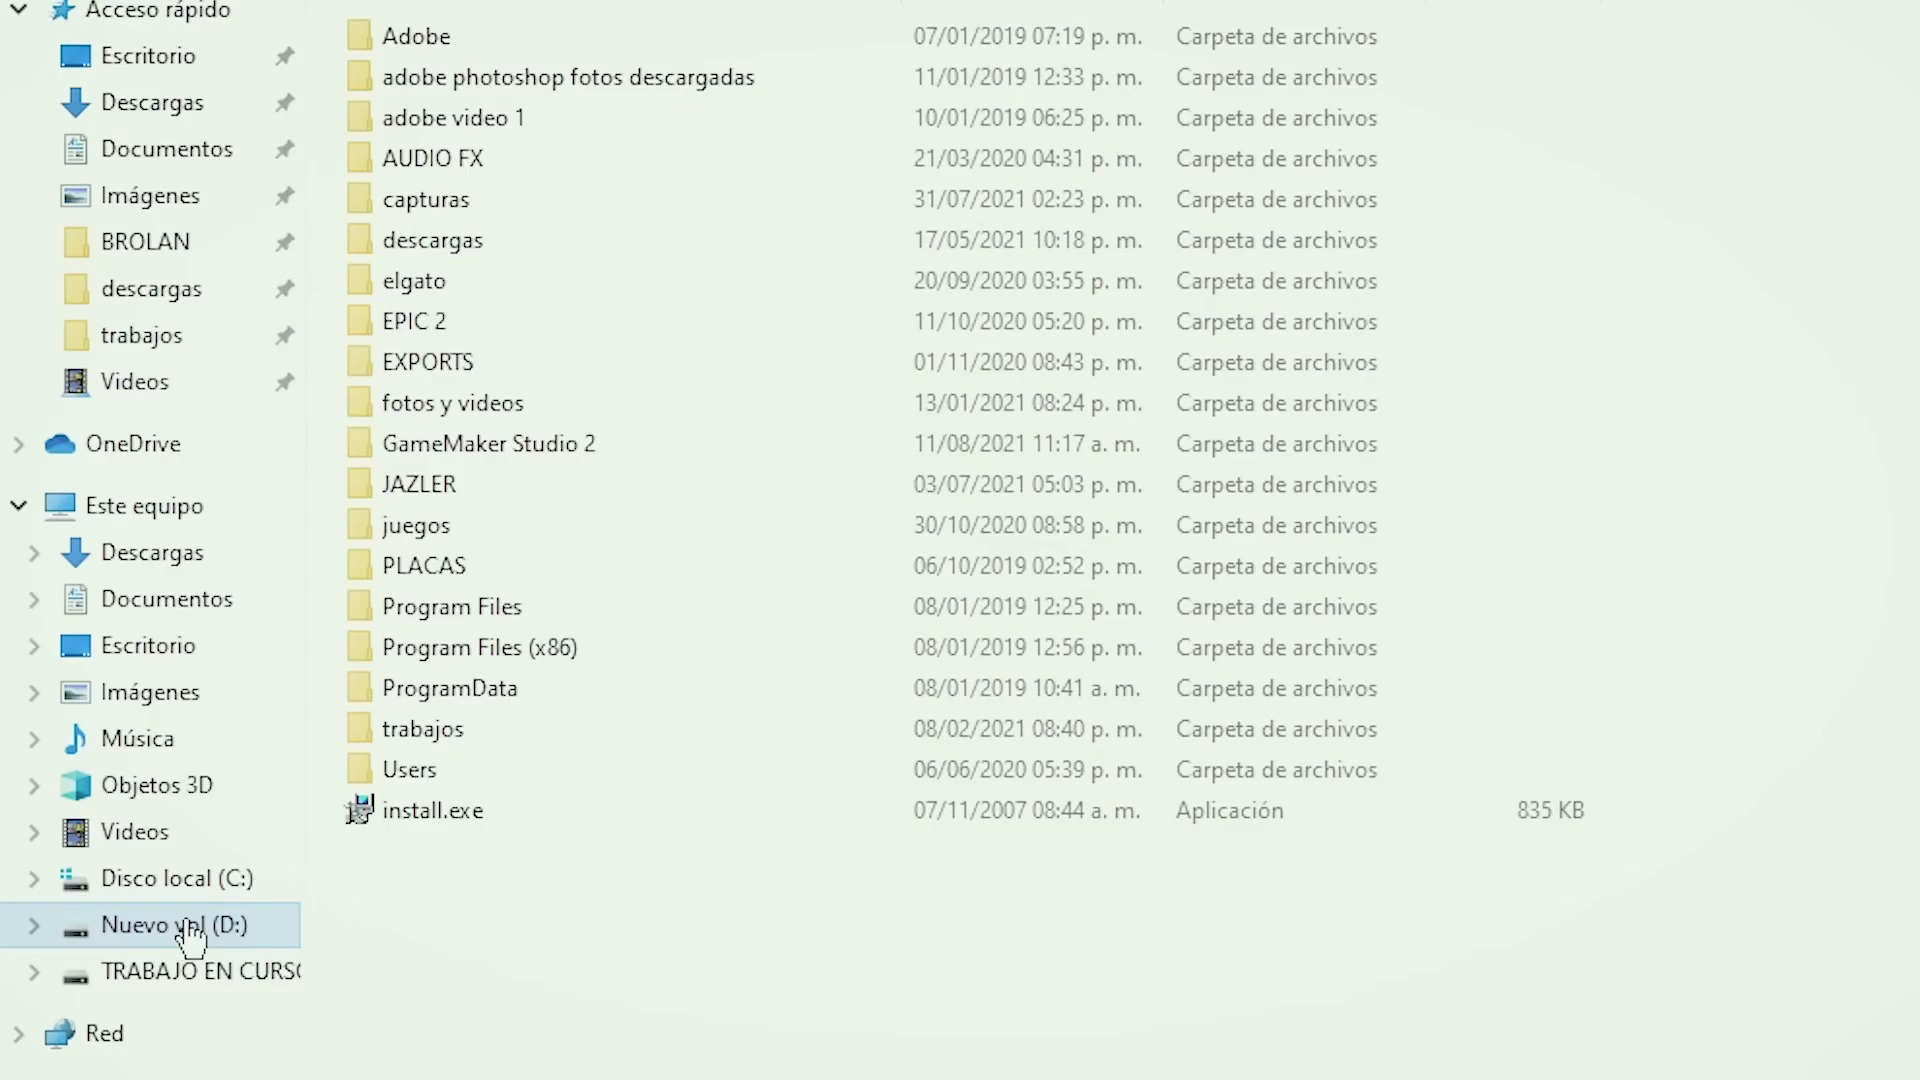 Acceso rápido
Escritorio
Descargas
Documentos
Imágenes
BROLAN
descargas
trabajos
Videos
OneDrive
Este equipo
Descargas
Documentos
Escritorio
Imágenes
Música
Objetos 3D
Videos
Disco local (C:)
Nuevo vol (D:)
TRABAJO EN CURSO
Red
Adobe 07/01/2019 07:19 p. m. Carpeta de archivos
adobe photoshop fotos descargadas 11/01/2019 12:33 p. m. Carpeta de archivos
adobe video 1 10/01/2019 06:25 p. m. Carpeta de archivos
AUDIO FX 21/03/2020 04:31 p. m. Carpeta de archivos
capturas 31/07/2021 02:23 p. m. Carpeta de archivos
descargas 17/05/2021 10:18 p. m. Carpeta de archivos
elgato 20/09/2020 03:55 p. m. Carpeta de archivos
EPIC 2 11/10/2020 05:20 p. m. Carpeta de archivos
EXPORTS 01/11/2020 08:43 p. m. Carpeta de archivos
fotos y videos 13/01/2021 08:24 p. m. Carpeta de archivos
GameMaker Studio 2 11/08/2021 11:17 a. m. Carpeta de archivos
JAZLER 03/07/2021 05:03 p. m. Carpeta de archivos
juegos 30/10/2020 08:58 p. m. Carpeta de archivos
PLACAS 06/10/2019 02:52 p. m. Carpeta de archivos
Program Files 08/01/2019 12:25 p. m. Carpeta de archivos
Program Files (x86) 08/01/2019 12:56 p. m. Carpeta de archivos
ProgramData 08/01/2019 10:41 a. m. Carpeta de archivos
trabajos 08/02/2021 08:40 p. m. Carpeta de archivos
Users 06/06/2020 05:39 p. m. Carpeta de archivos
install.exe 07/11/2007 08:44 a. m. Aplicación 835 KB